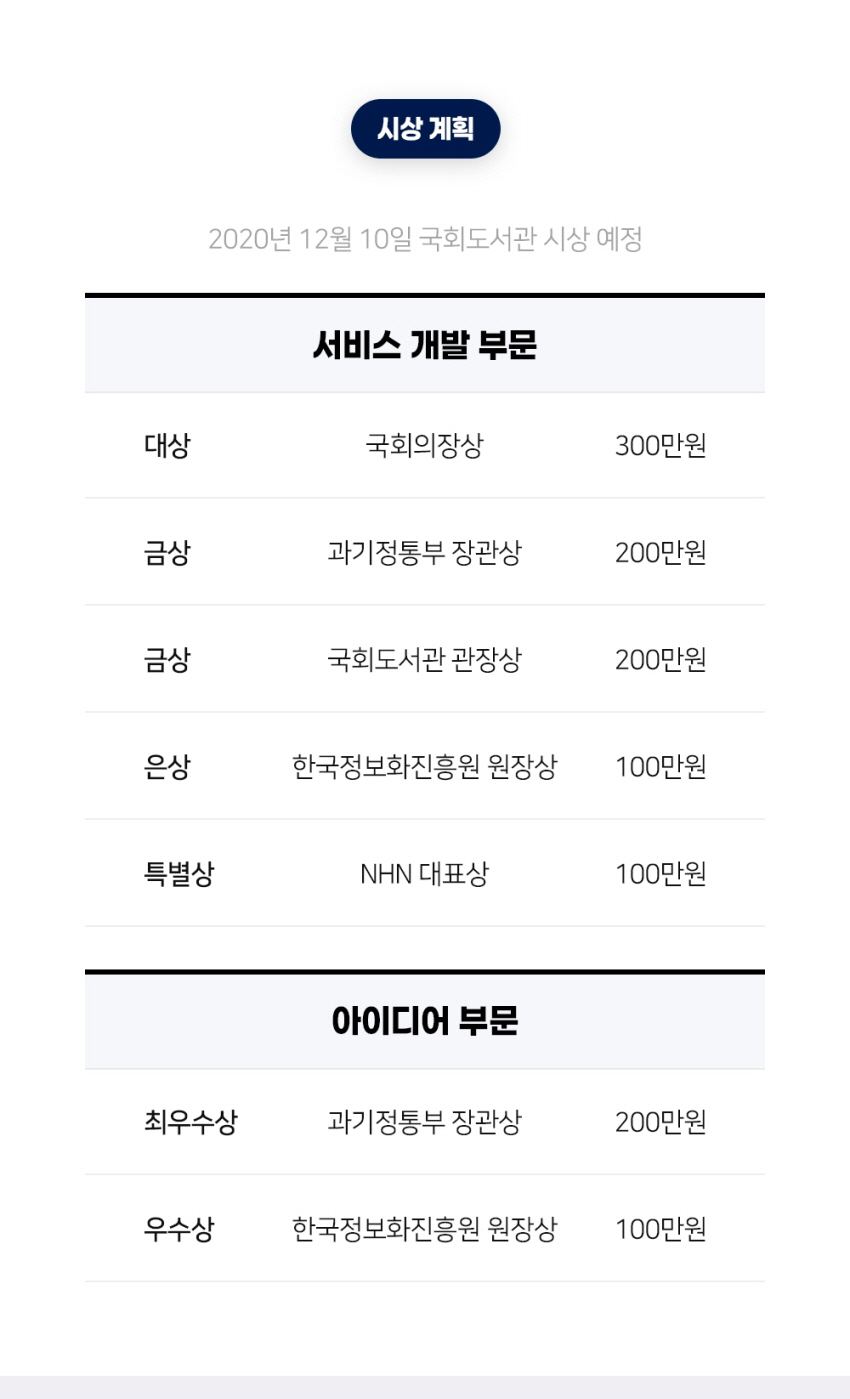 시상 계획
2020년 12월 10일 국회도서관 시상 예정
서비스 개발 부문
대상 국회의장상 300만원
금상 과기정통부 장관상 200만원
금상 국회도서관 관장상 200만원
은상 한국정보화진흥원 원장상 100만원
특별상 NHN 대표상 100만원
아이디어 부문
최우수상 과기정통부 장관상 200만원
우수상 한국정보화진흥원 원장상 100만원